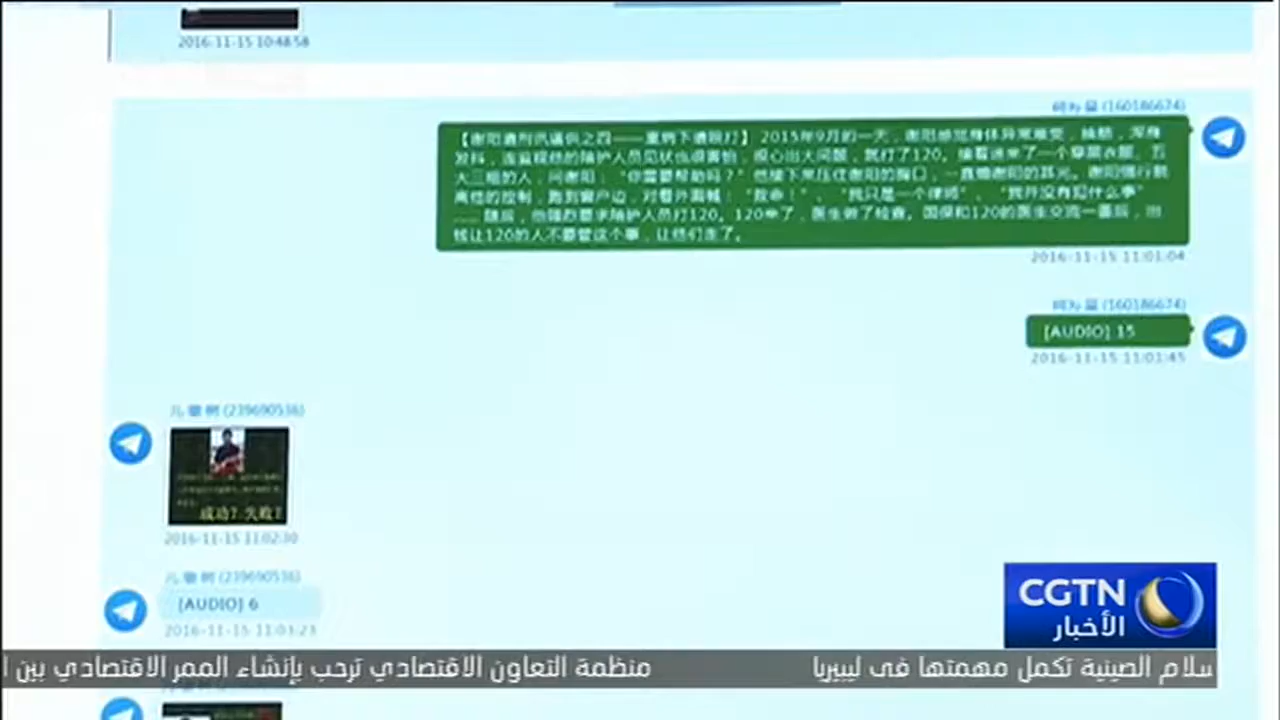 2016-11-15 10:48:58
(160186674)
【谢阳遭刑讯逼供之四——重病下遭殴打】 2015年9月的一天，谢阳感觉身体异常难受，抽筋，浑身
发抖，连监视他的陪护人员见状也很害怕，担心出大问题，就打了120。接着进来了一个穿黑衣服、五
大三粗的人，问谢阳：“你需要帮助吗？”他接下来压住谢阳的胸口，一直搧谢阳的耳光。谢阳强行脱
离他的控制，跑到窗户边，对着外面喊：“救命！”、“我只是一个律师”、“我并没有犯什么事”
……随后，他强烈要求陪护人员打120。120来了，医生做了检查。国保和120的医生交流一番后，出
钱让120的人不要管这个事，让他们走了。
2016-11-15 11:01:04
(160186674)
[AUDIO] 15
2016-11-15 11:01:45
(239690536)
成功？失败？
2016-11-15 11:02:30
(239690536)
[AUDIO] 6
2016-11-15 11:03:23
CGTN
الأخبار
سلام الصينية تكمل مهمتها فى ليبيريا
منظمة التعاون الاقتصادي ترحب بإنشاء الممر الاقتصادي بين